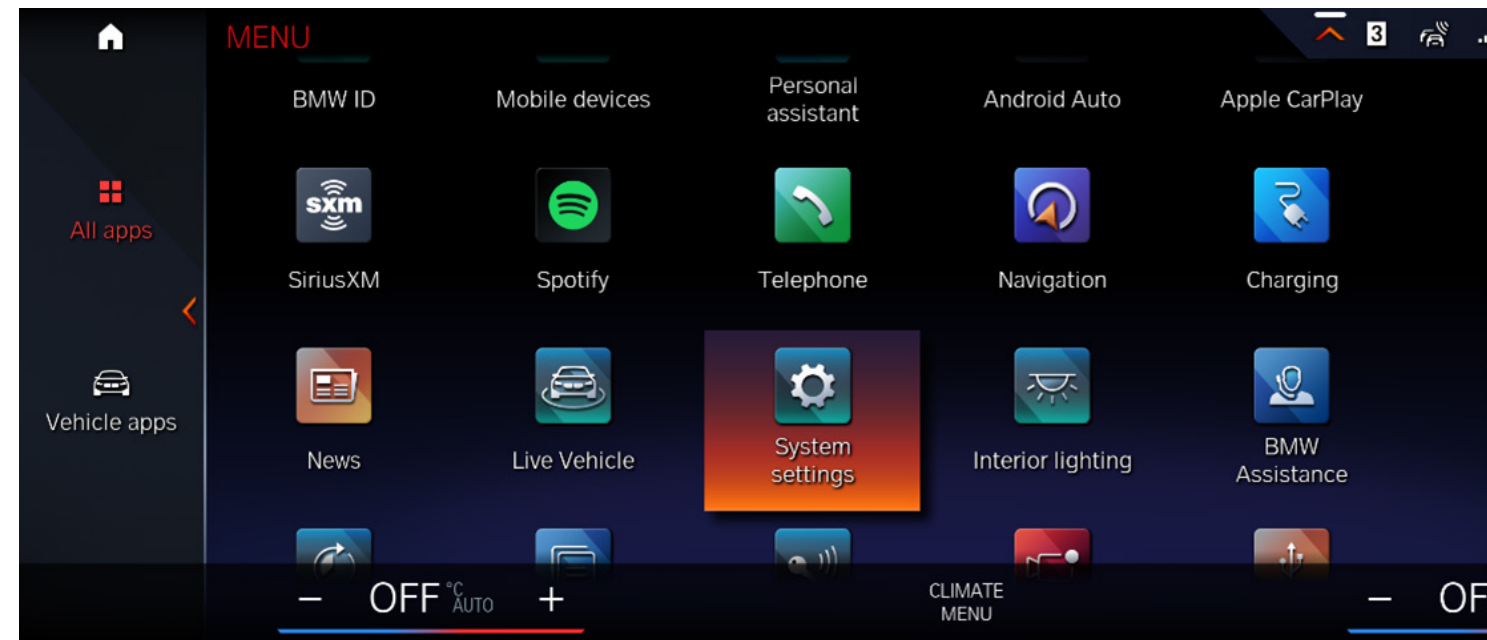 MENU
3
BMW ID
Mobile devices
Personal
assistant
Android Auto
Apple CarPlay
All apps
sxm
SiriusXM
Spotify
Telephone
Navigation
Charging
Vehicle apps
News
Live Vehicle
System
settings
Interior lighting
BMW
Assistance
− OFF °C AUTO +
CLIMATE
MENU
− OF